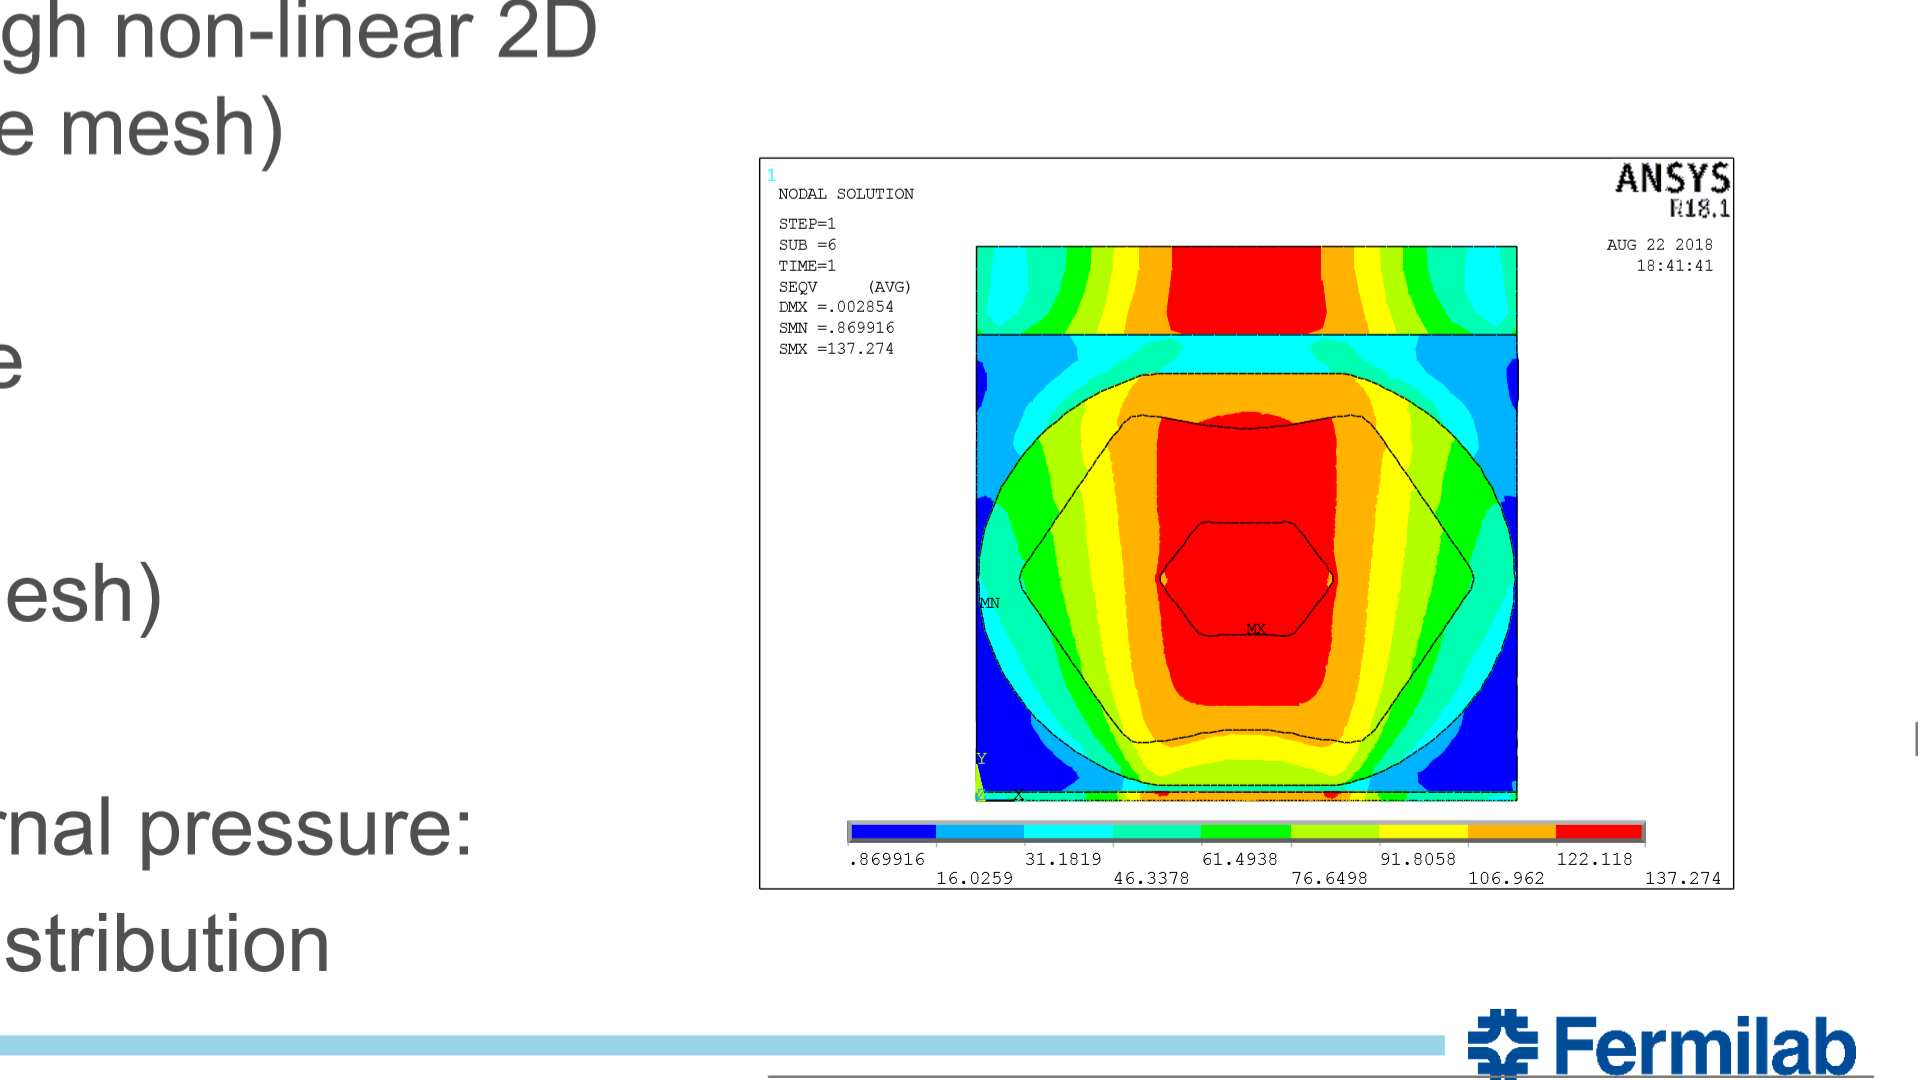 gh non-linear 2D
e mesh)
e
esh)
rnal pressure:
stribution
1
NODAL SOLUTION
STEP=1
SUB =6
TIME=1
SEQV (AVG)
DMX =.002854
SMN =.869916
SMX =137.274
ANSYS
R18.1
AUG 22 2018
18:41:41
MN
MX
Y
Z X
.869916 31.1819 61.4938 91.8058 122.118
16.0259 46.3378 76.6498 106.962 137.274
Fermilab